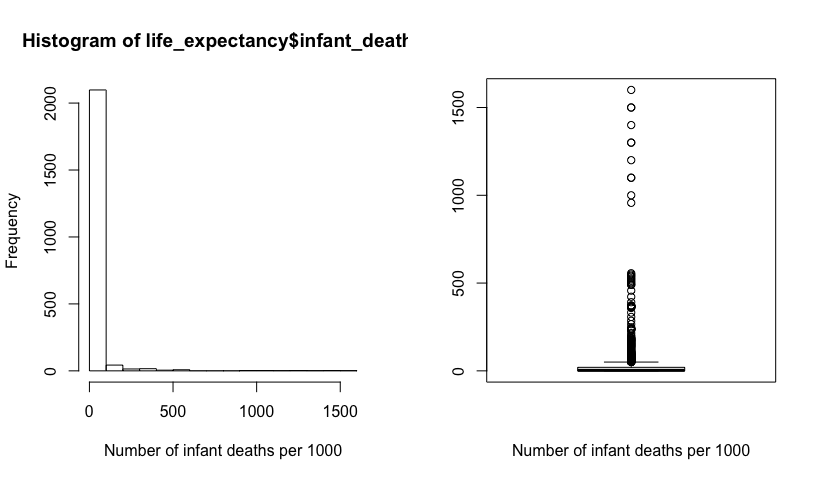 Histogram of life_expectancy$infant_death
Frequency
2000
1500
1000
500
0
0 500 1000 1500
Number of infant deaths per 1000
1500
1000
500
0
Number of infant deaths per 1000